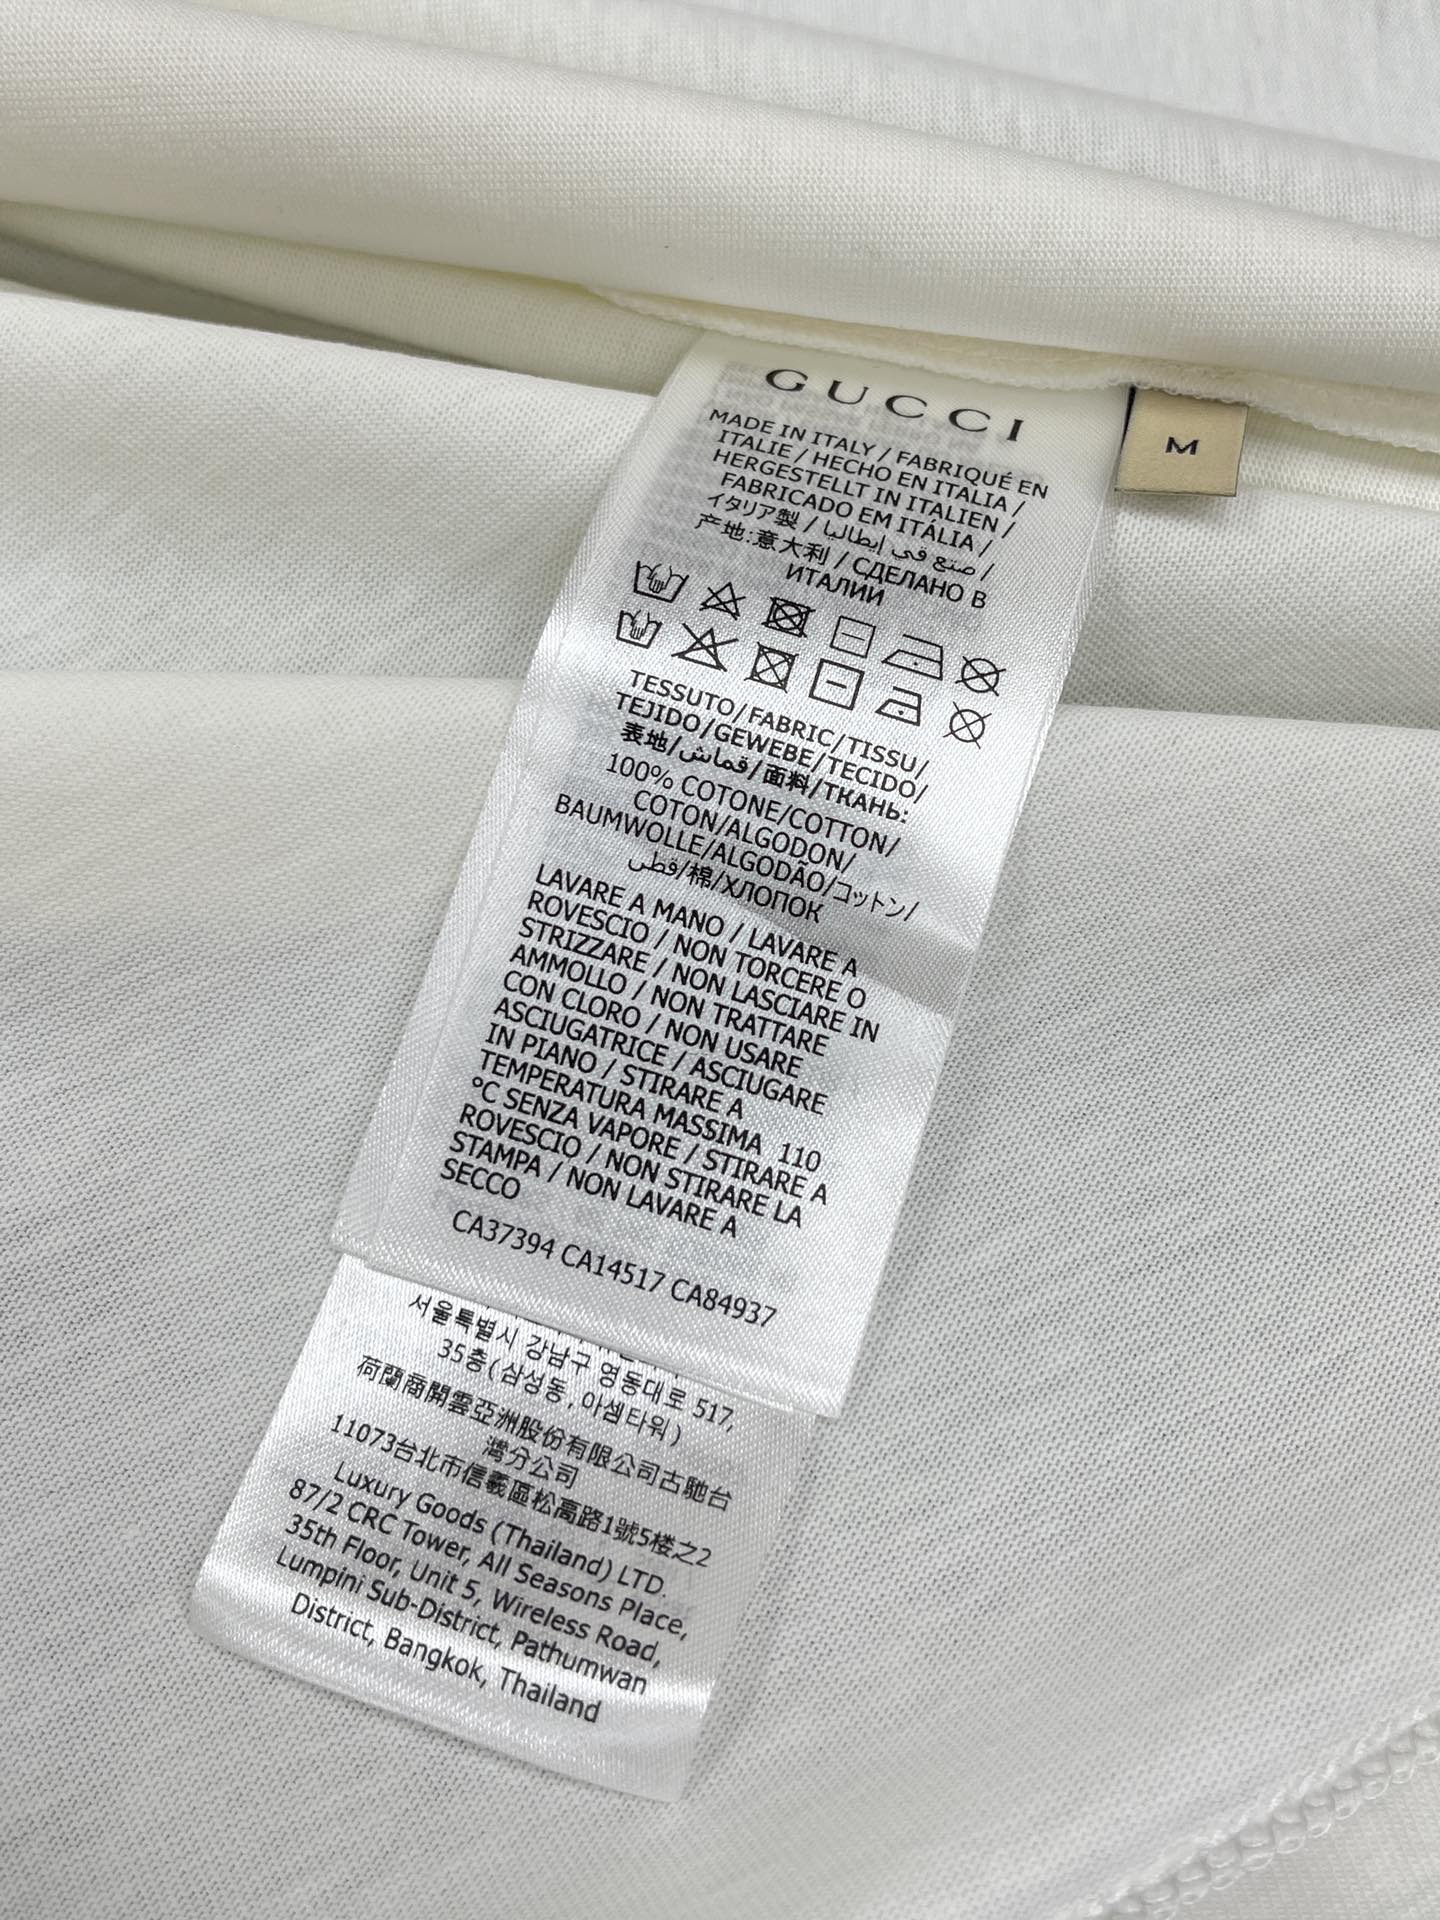 GUCCI
M
MADE IN ITALY / FABRIQUÉ EN
ITALIE / HECHO EN ITALIA /
HERGESTELLT IN ITALIEN /
FABRICADO EM ITÁLIA /
イタリア製 / صنع في إيطاليا /
产地:意大利 / СДЕЛАНО В
ИТАЛИИ
TESSUTO/FABRIC/TISSU/
TEJIDO/GEWEBE/TECIDO/
表地/قماش/面料/ТКАНЬ:
100% COTONE/COTTON/
COTON/ALGODON/
BAUMWOLLE/ALGODÃO/コットン/
قطن/棉/ХЛОПОК
LAVARE A MANO / LAVARE A
ROVESCIO / NON TORCERE O
STRIZZARE / NON LASCIARE IN
AMMOLLO / NON TRATTARE
CON CLORO / NON USARE
ASCIUGATRICE / ASCIUGARE
IN PIANO / STIRARE A
TEMPERATURA MASSIMA 110
°C SENZA VAPORE / STIRARE A
ROVESCIO / NON STIRARE LA
STAMPA / NON LAVARE A
SECCO
CA37394 CA14517 CA84937
서울특별시 강남구 영동대로 517,
35층(삼성동,아셈타워)
荷蘭商開雲亞洲股份有限公司古馳台
灣分公司
11073台北市信義區松高路1號5楼之2
Luxury Goods (Thailand) LTD.
87/2 CRC Tower, All Seasons Place,
35th Floor, Unit 5, Wireless Road,
Lumpini Sub-District, Pathumwan
District, Bangkok, Thailand